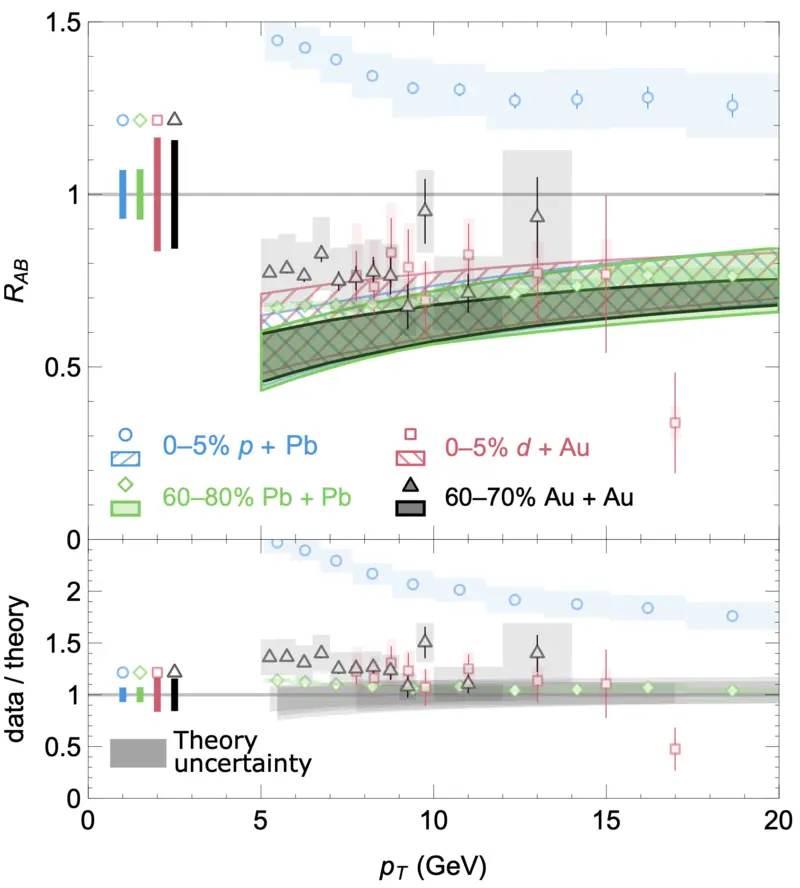 1.5
1
0.5
0
R_AB
0–5% p + Pb
0–5% d + Au
60–80% Pb + Pb
60–70% Au + Au
2
1.5
1
0.5
0
data / theory
Theory
uncertainty
0 5 10 15 20
p_T (GeV)